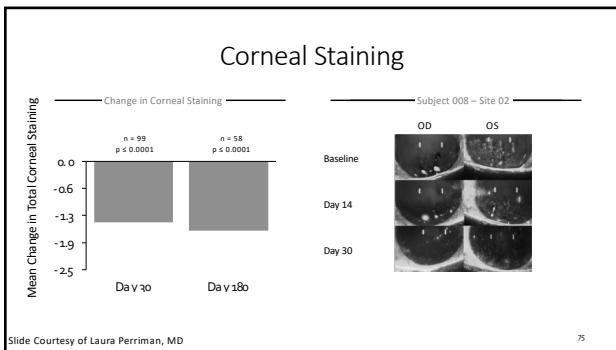 Corneal Staining
Change in Corneal Staining
Mean Change in Total Corneal Staining
n = 99
p ≤ 0.0001
n = 58
p ≤ 0.0001
0.0
-0.6
-1.3
-1.9
-2.5
Day 30
Day 180
Subject 008 – Site 02
OD OS
Baseline
Day 14
Day 30
Slide Courtesy of Laura Perriman, MD
75